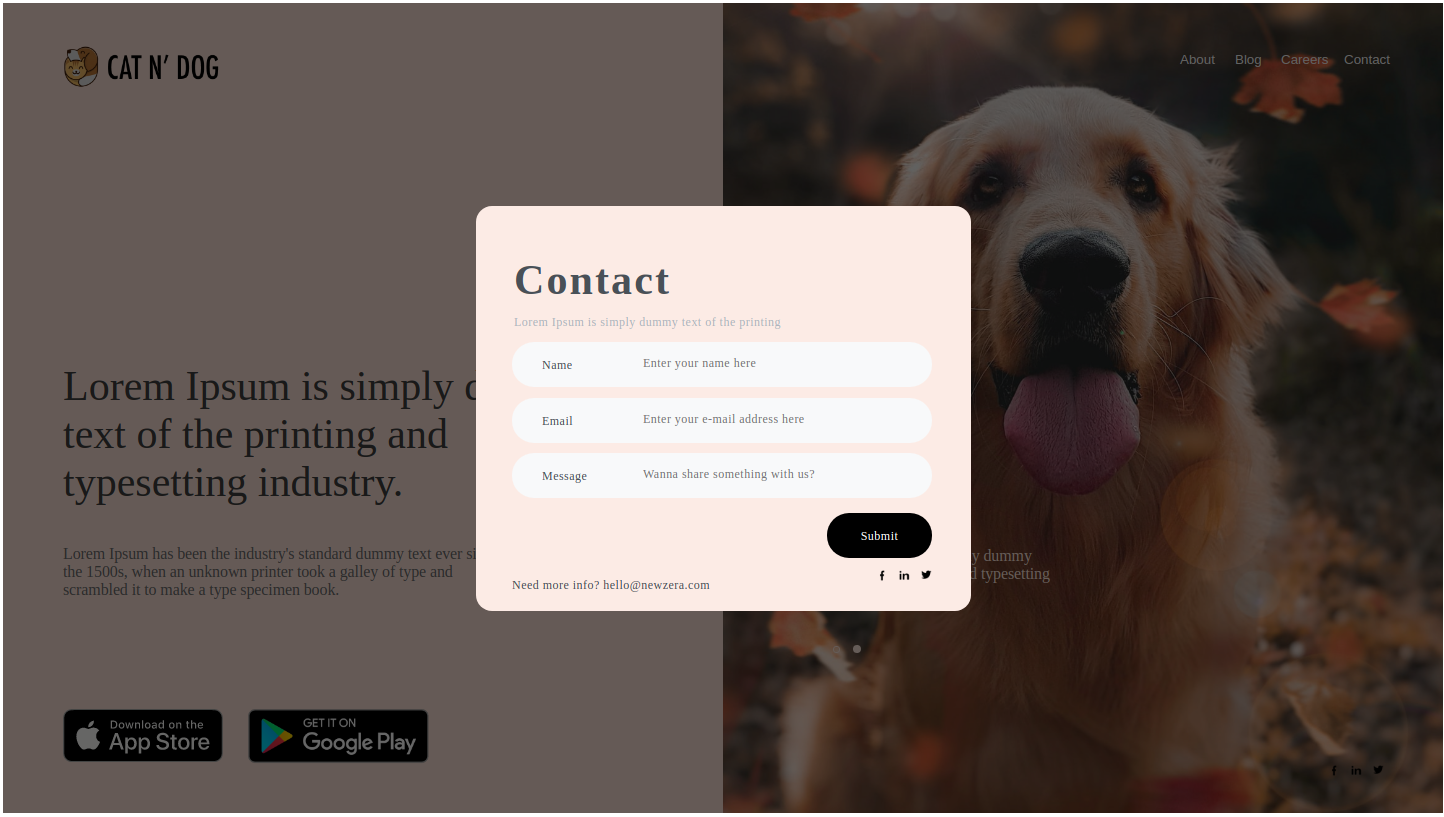 CAT N' DOG
About Blog Careers Contact
Contact
Lorem Ipsum is simply dummy text of the printing
Name Enter your name here
Email Enter your e-mail address here
Message Wanna share something with us?
Submit
Need more info? hello@newzera.com
Lorem Ipsum is simply
text of the printing and
typesetting industry.
Lorem Ipsum has been the industry's standard dummy text ever
the 1500s, when an unknown printer took a galley of type and
scrambled it to make a type specimen book.
dummy
typesetting
Download on the
App Store
GET IT ON
Google Play